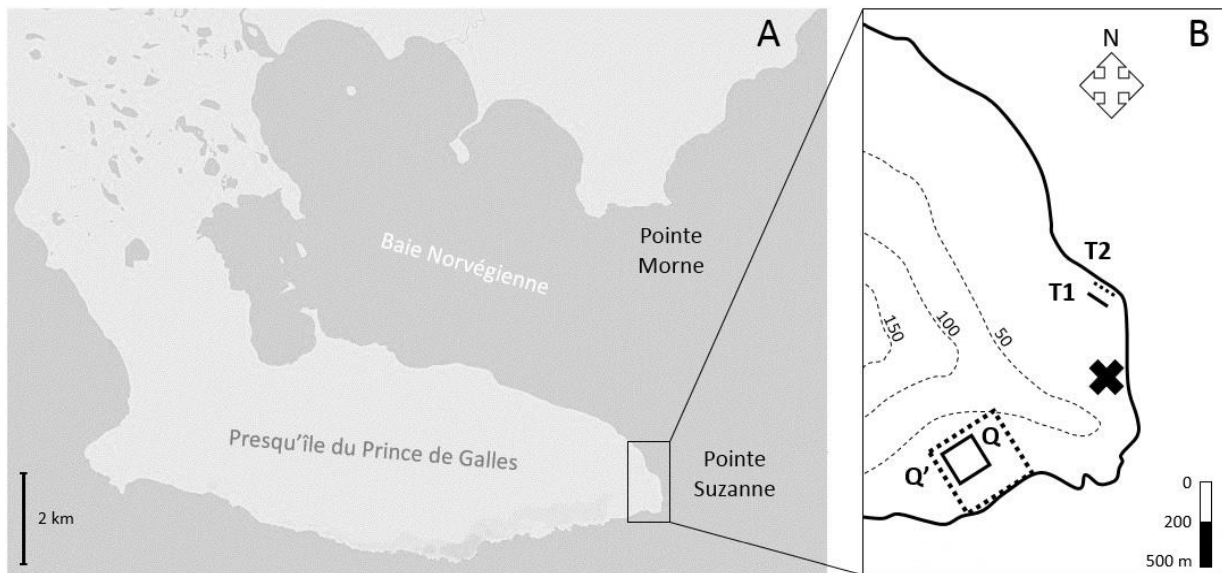 A
Baie Norvégienne
Pointe
Morne
Presqu'île du Prince de Galles
Pointe
Suzanne
2 km
B
N
T2
T1
50
100
150
Q
Q'
0
200
500 m